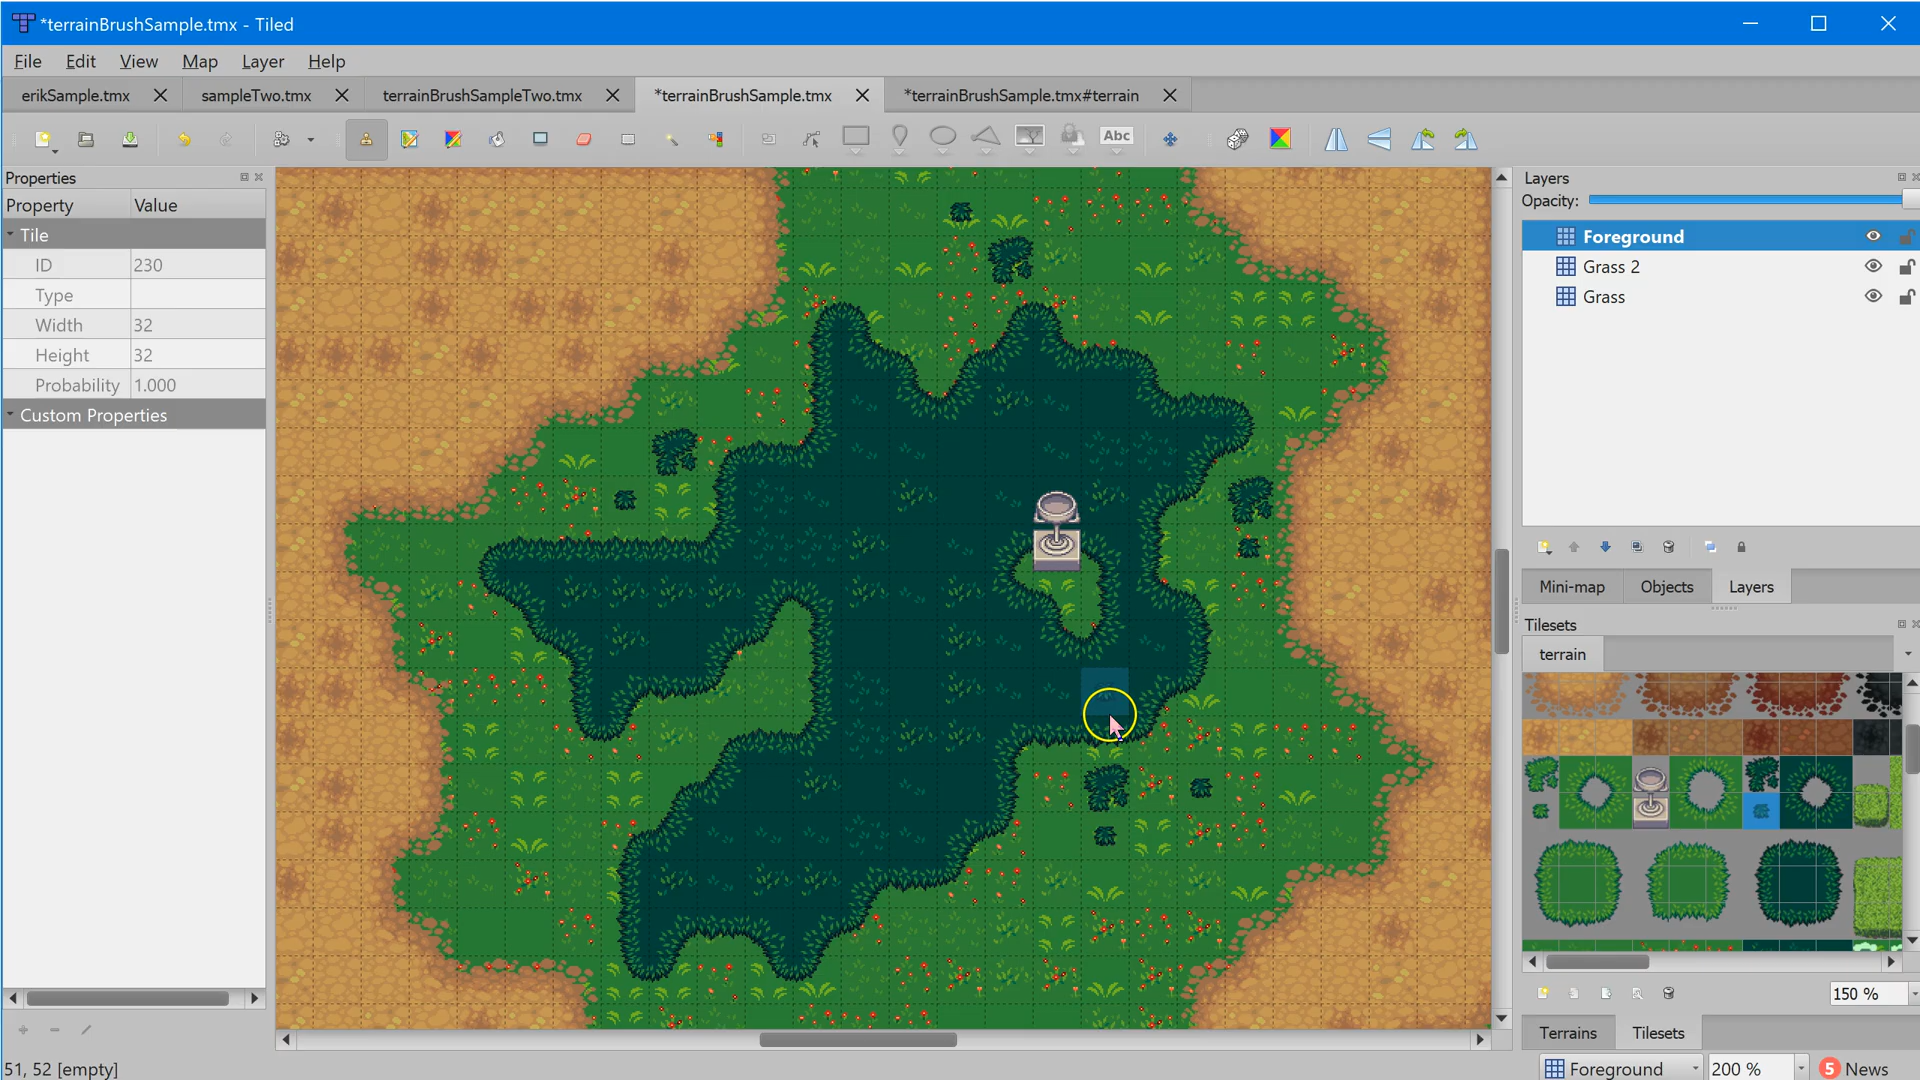 *terrainBrushSample.tmx - Tiled
File Edit View Map Layer Help
erikSample.tmx sampleTwo.tmx terrainBrushSampleTwo.tmx *terrainBrushSample.tmx *terrainBrushSample.tmx#terrain
Abc
Properties
Property Value
Tile
ID 230
Type
Width 32
Height 32
Probability 1.000
Custom Properties
51, 52 [empty]
Layers
Opacity:
Foreground
Grass 2
Grass
Mini-map Objects Layers
Tilesets
terrain
150 %
Terrains Tilesets
Foreground 200 % 5 News